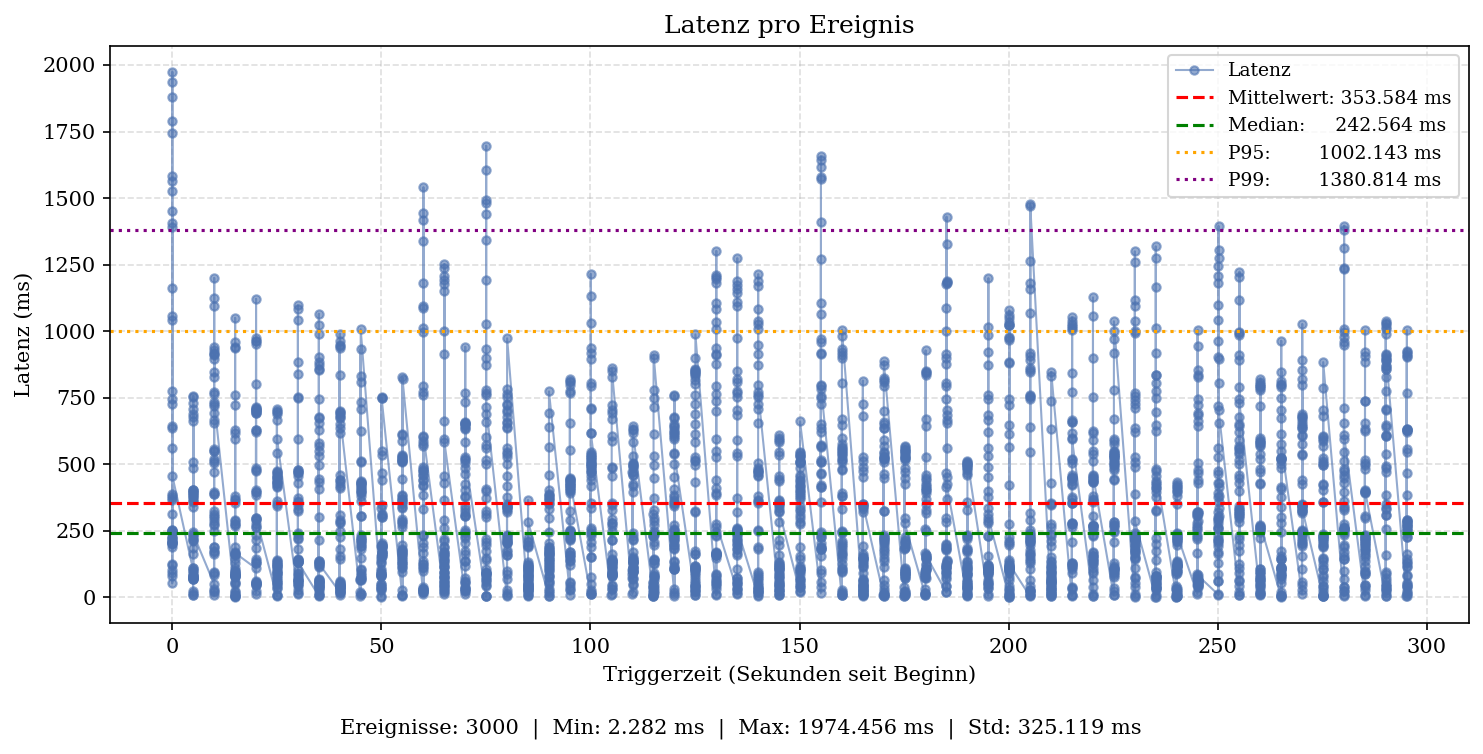 Latenz pro Ereignis
2000
1750
1500
1250
1000
750
500
250
0
Latenz (ms)
Latenz
Mittelwert: 353.584 ms
Median: 242.564 ms
P95: 1002.143 ms
P99: 1380.814 ms
0 50 100 150 200 250 300
Triggerzeit (Sekunden seit Beginn)
Ereignisse: 3000 | Min: 2.282 ms | Max: 1974.456 ms | Std: 325.119 ms